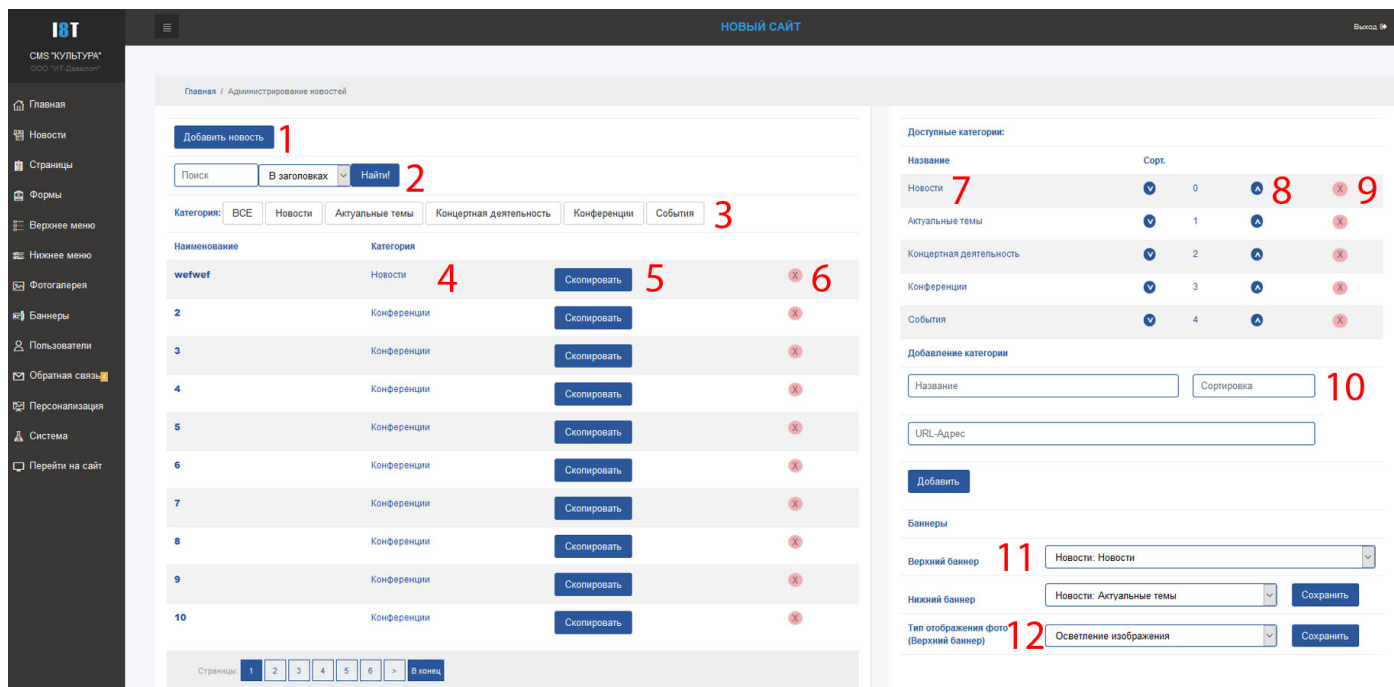 I8T
CMS "КУЛЬТУРА"
ООО "ИТ-Девелоп"
Главная
Новости
Страницы
Формы
Верхнее меню
Нижнее меню
Фотогалерея
Баннеры
Пользователи
Обратная связь 4
Персонализация
Система
Перейти на сайт
НОВЫЙ САЙТ
Выход
Главная / Администрирование новостей
Добавить новость 1
Поиск В заголовках Найти! 2
Категория: ВСЕ Новости Актуальные темы Концертная деятельность Конференции События 3
Наименование Категория
wefwef Новости 4 Скопировать 5 X 6
2 Конференции Скопировать X
3 Конференции Скопировать X
4 Конференции Скопировать X
5 Конференции Скопировать X
6 Конференции Скопировать X
7 Конференции Скопировать X
8 Конференции Скопировать X
9 Конференции Скопировать X
10 Конференции Скопировать X
Страницы: 1 2 3 4 5 6 > В конец
Доступные категории:
Название Сорт.
Новости 7 0 8 X 9
Актуальные темы 1 X
Концертная деятельность 2 X
Конференции 3 X
События 4 X
Добавление категории
Название Сортировка 10
URL-Адрес
Добавить
Баннеры
Верхний баннер 11 Новости: Новости
Нижний баннер Новости: Актуальные темы Сохранить
Тип отображения фото
(Верхний баннер) 12 Осветление изображения Сохранить